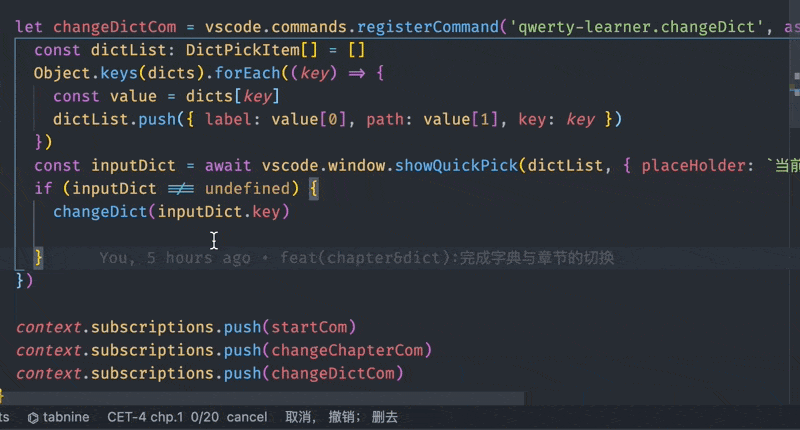 let changeDictCom = vscode.commands.registerCommand('qwerty-learner.changeDict', as
const dictList: DictPickItem[] = []
Object.keys(dicts).forEach((key) => {
const value = dicts[key]
dictList.push({ label: value[0], path: value[1], key: key })
})
const inputDict = await vscode.window.showQuickPick(dictList, { placeHolder: `当前
if (inputDict !== undefined) {
changeDict(inputDict.key)
} You, 5 hours ago • feat(chapter&dict):完成字典与章节的切换
})
context.subscriptions.push(startCom)
context.subscriptions.push(changeChapterCom)
context.subscriptions.push(changeDictCom)
}
ts tabnine CET-4 chp.1 0/20 cancel 取消, 撤销; 删去